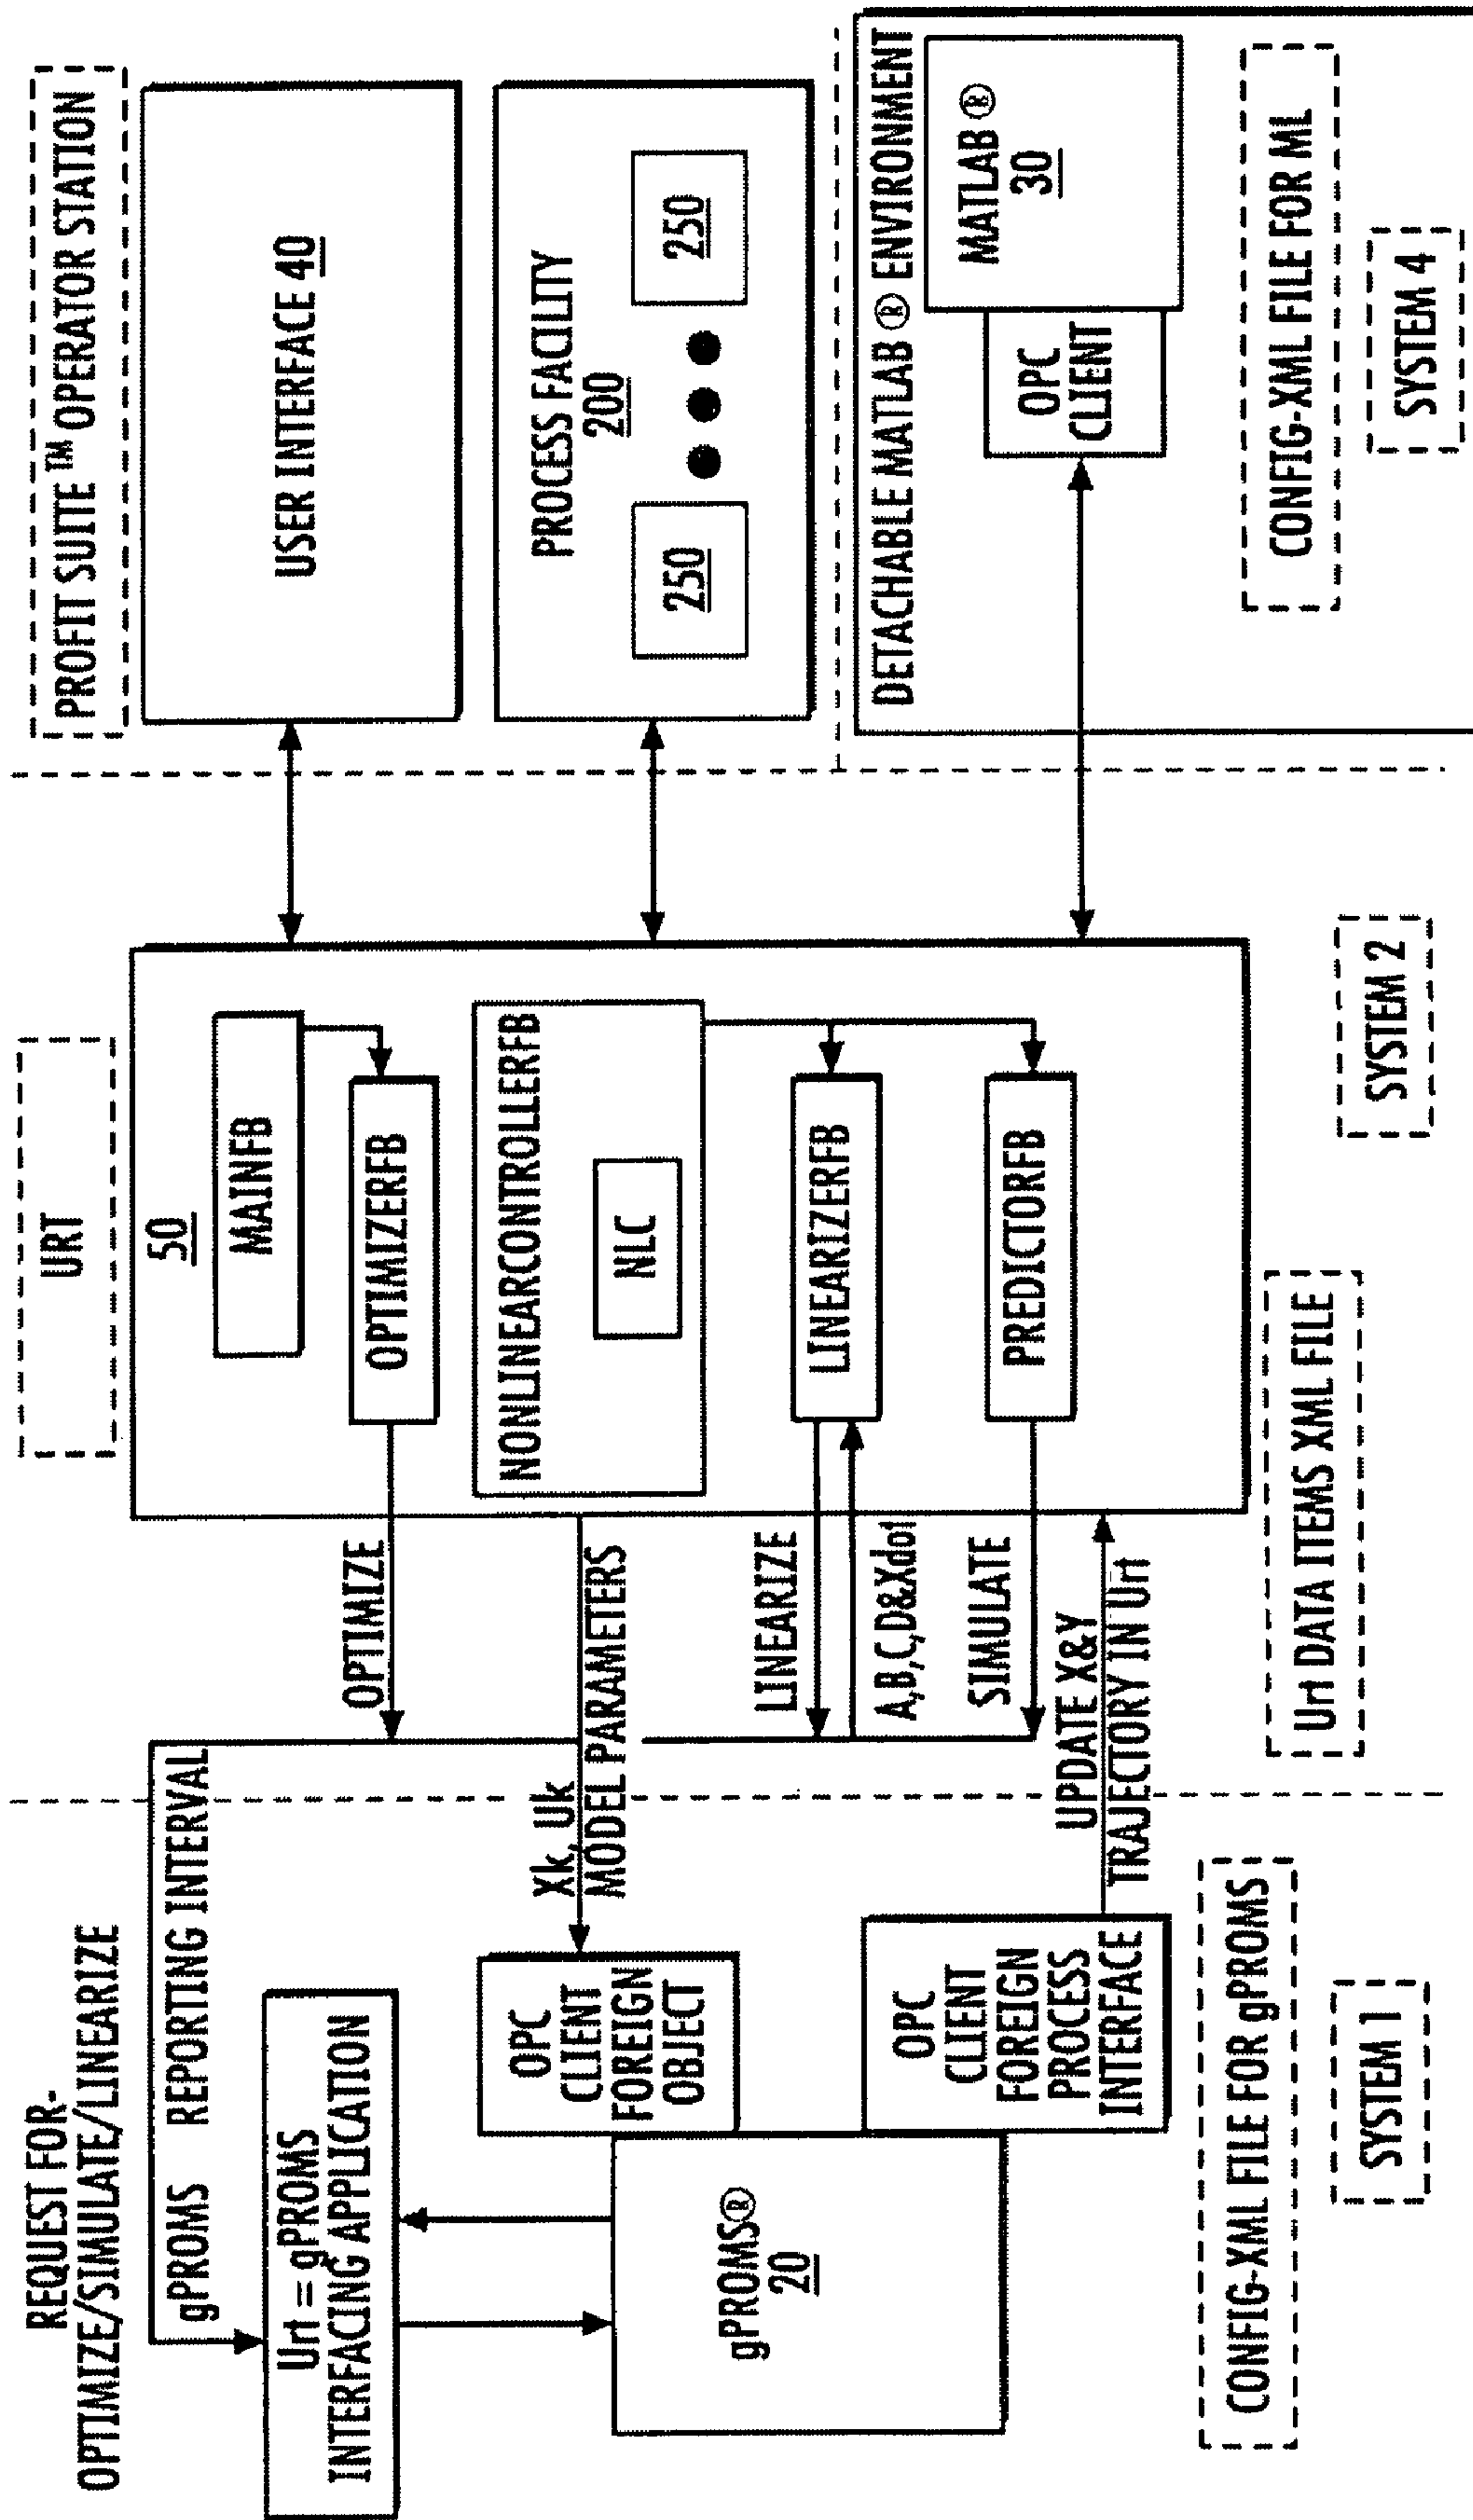 REQUEST FOR-
OPTIMIZE/SIMULATE/LINEARIZE
gPROMS REPORTING INTERVAL
Urt = gPROMS
INTERFACING APPLICATION
OPC
CLIENT
FOREIGN
OBJECT
gPROMS®
20
OPC
CLIENT
FOREIGN
PROCESS
INTERFACE
CONFIG-XML FILE FOR gPROMS
SYSTEM 1
OPTIMIZE
Xk, Uk
MODEL PARAMETERS
LINEARIZE
A,B,C,D&Xdot
SIMULATE
UPDATE X&Y
TRAJECTORY IN Urt
URT
50
MAINFB
OPTIMIZERFB
NONLINEARCONTROLLERFB
NLC
LINEARIZERFB
PREDICTORFB
Urt DATA ITEMS XML FILE
SYSTEM 2
PROFIT SUITE ™ OPERATOR STATION
USER INTERFACE 40
PROCESS FACILITY
200
250
250
DETACHABLE MATLAB ® ENVIRONMENT
OPC
CLIENT
MATLAB ®
30
CONFIG-XML FILE FOR ML
SYSTEM 4